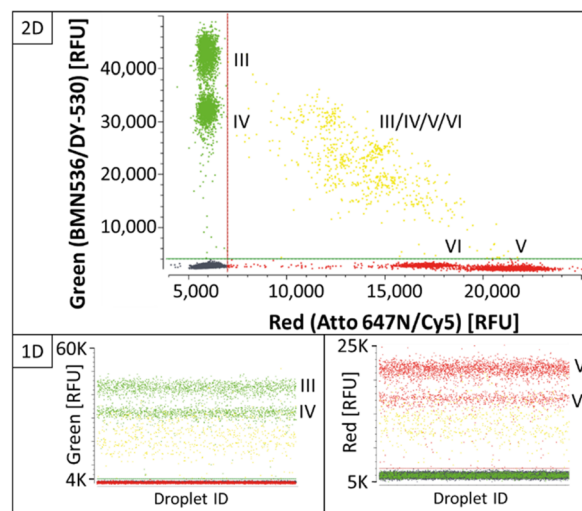 2D
Green (BMN536/DY-530) [RFU]
40,000
30,000
20,000
10,000
III
IV
III/IV/V/VI
VI
V
5,000
10,000
15,000
20,000
Red (Atto 647N/Cy5) [RFU]
1D
60K
Green [RFU]
4K
III
IV
Droplet ID
25K
Red [RFU]
5K
V
V
Droplet ID